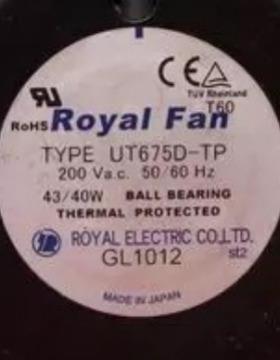 TÜV Rheinland
T60
RoHS Royal Fan
TYPE UT675D-TP
200 Va.c. 50/60 Hz
43/40W BALL BEARING
THERMAL PROTECTED
ROYAL ELECTRIC CO.,LTD.
GL1012 st2
MADE IN JAPAN